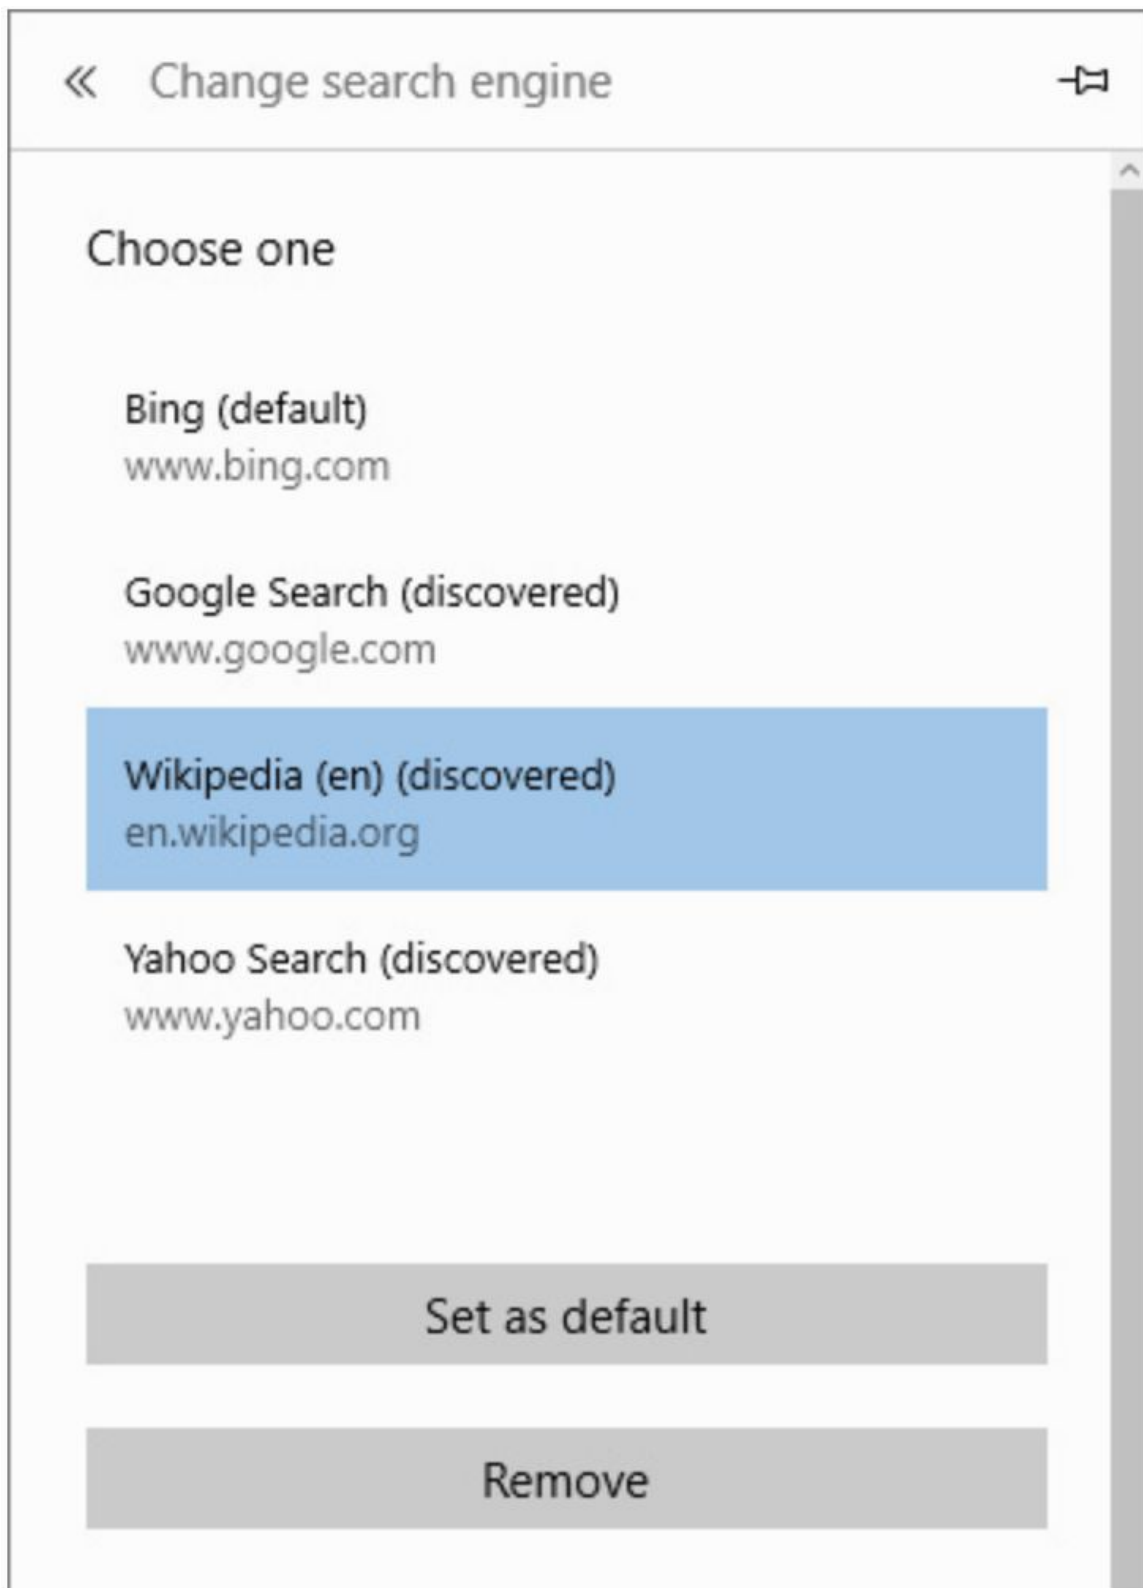 Change search engine
Choose one
Bing (default)
www.bing.com
Google Search (discovered)
www.google.com
Wikipedia (en) (discovered)
en.wikipedia.org
Yahoo Search (discovered)
www.yahoo.com
Set as default
Remove